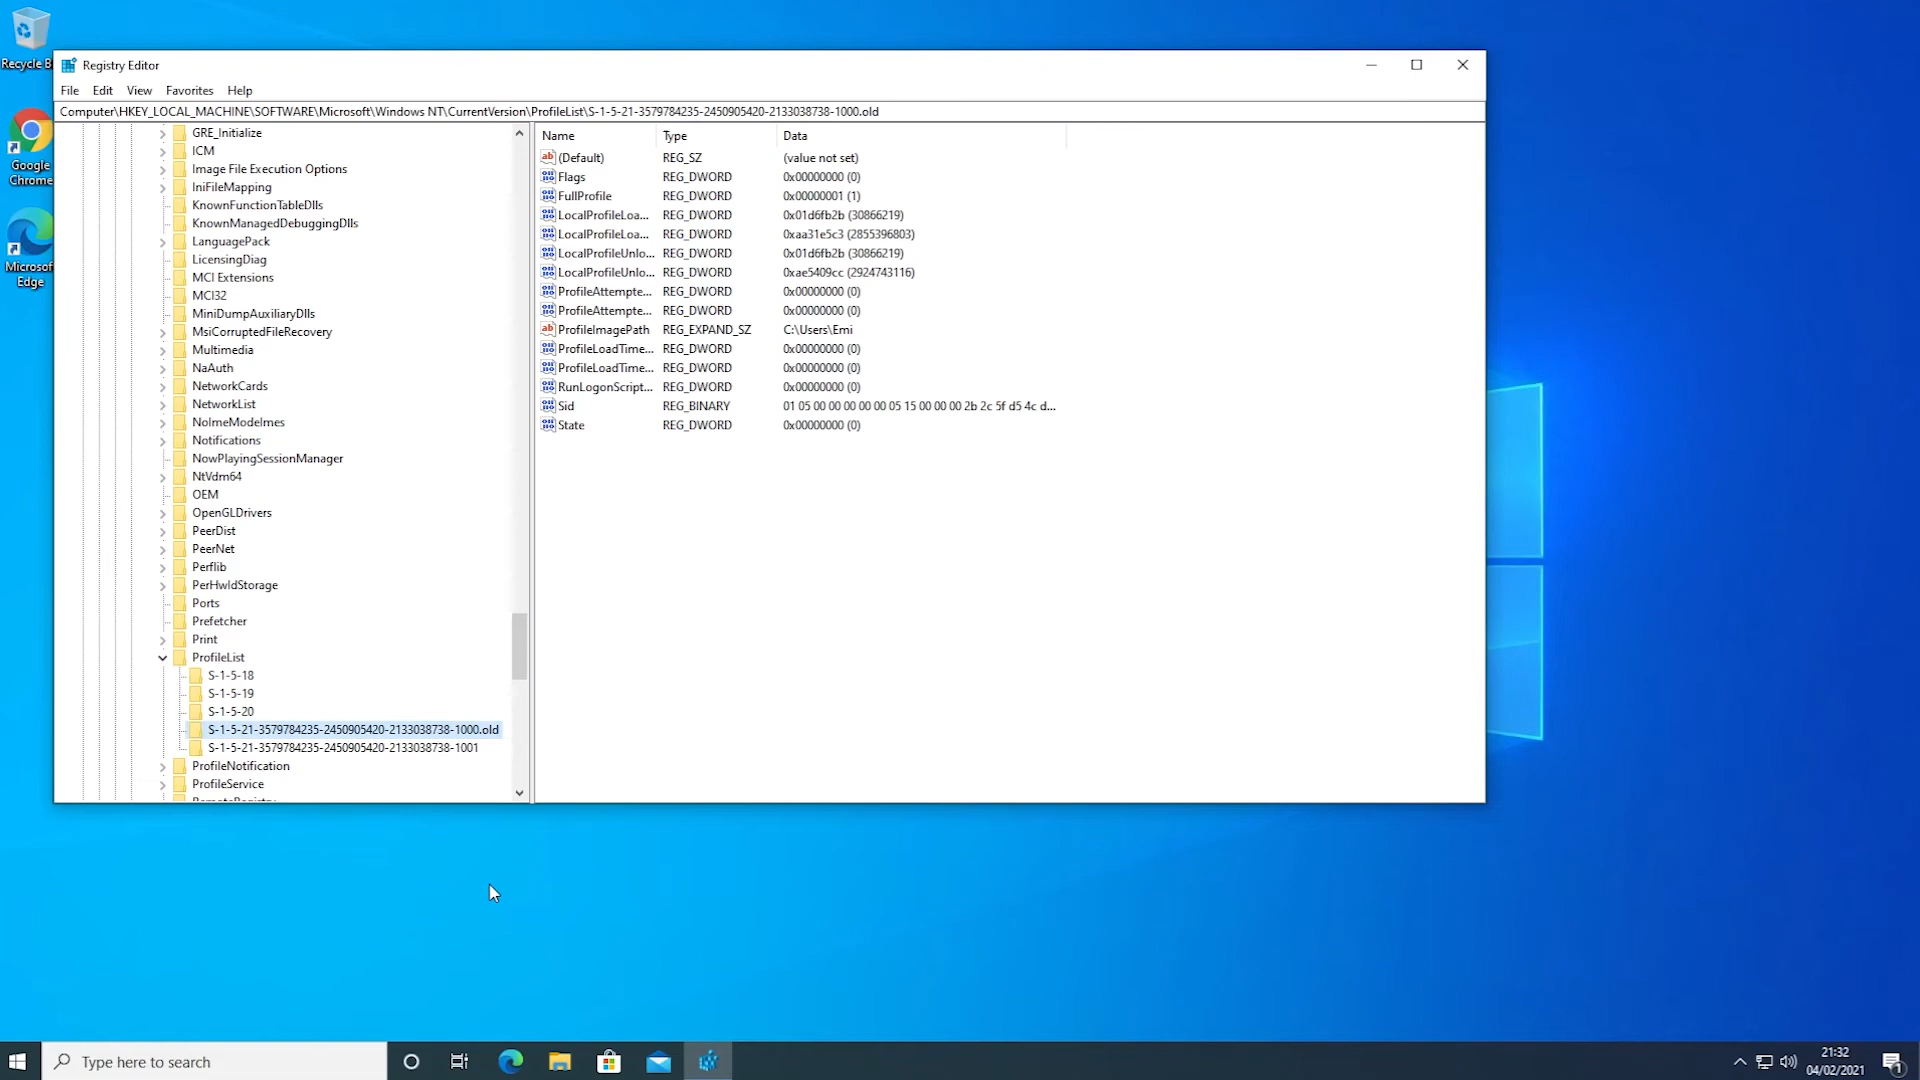 Recycle B
Google
Chrome
Microsof
Edge
Registry Editor
File Edit View Favorites Help
Computer\HKEY_LOCAL_MACHINE\SOFTWARE\Microsoft\Windows NT\CurrentVersion\ProfileList\S-1-5-21-3579784235-2450905420-2133038738-1000.old
GRE_Initialize
ICM
Image File Execution Options
IniFileMapping
KnownFunctionTableDlls
KnownManagedDebuggingDlls
LanguagePack
LicensingDiag
MCI Extensions
MCI32
MiniDumpAuxiliaryDlls
MsiCorruptedFileRecovery
Multimedia
NaAuth
NetworkCards
NetworkList
NoImeModeImes
Notifications
NowPlayingSessionManager
NtVdm64
OEM
OpenGLDrivers
PeerDist
PeerNet
Perflib
PerHwIdStorage
Ports
Prefetcher
Print
ProfileList
S-1-5-18
S-1-5-19
S-1-5-20
S-1-5-21-3579784235-2450905420-2133038738-1000.old
S-1-5-21-3579784235-2450905420-2133038738-1001
ProfileNotification
ProfileService
Name Type Data
(Default) REG_SZ (value not set)
Flags REG_DWORD 0x00000000 (0)
FullProfile REG_DWORD 0x00000001 (1)
LocalProfileLoa... REG_DWORD 0x01d6fb2b (30866219)
LocalProfileLoa... REG_DWORD 0xaa31e5c3 (2855396803)
LocalProfileUnlo... REG_DWORD 0x01d6fb2b (30866219)
LocalProfileUnlo... REG_DWORD 0xae5409cc (2924743116)
ProfileAttempte... REG_DWORD 0x00000000 (0)
ProfileAttempte... REG_DWORD 0x00000000 (0)
ProfileImagePath REG_EXPAND_SZ C:\Users\Emi
ProfileLoadTime... REG_DWORD 0x00000000 (0)
ProfileLoadTime... REG_DWORD 0x00000000 (0)
RunLogonScript... REG_DWORD 0x00000000 (0)
Sid REG_BINARY 01 05 00 00 00 00 00 05 15 00 00 00 2b 2c 5f d5 4c d...
State REG_DWORD 0x00000000 (0)
Type here to search
21:32
04/02/2021
1